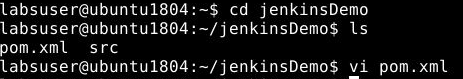 labsuser@ubuntu1804:~$ cd jenkinsDemo
labsuser@ubuntu1804:~/jenkinsDemo$ ls
pom.xml  src
labsuser@ubuntu1804:~/jenkinsDemo$ vi pom.xml